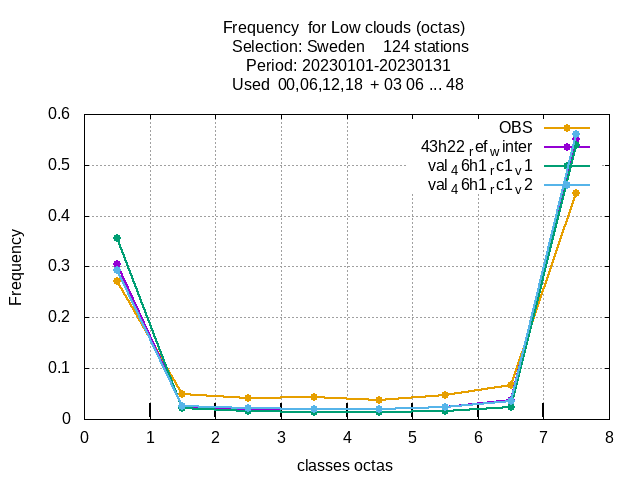 Frequency  for Low clouds (octas)
Selection: Sweden    124 stations
Period: 20230101-20230131
Used  00,06,12,18  + 03 06 ... 48
0.6
0.5
0.4
0.3
0.2
0.1
0
Frequency
OBS
43h22_ref_winter
val_46h1_rc1_v1
val_46h1_rc1_v2
0 1 2 3 4 5 6 7 8
classes octas